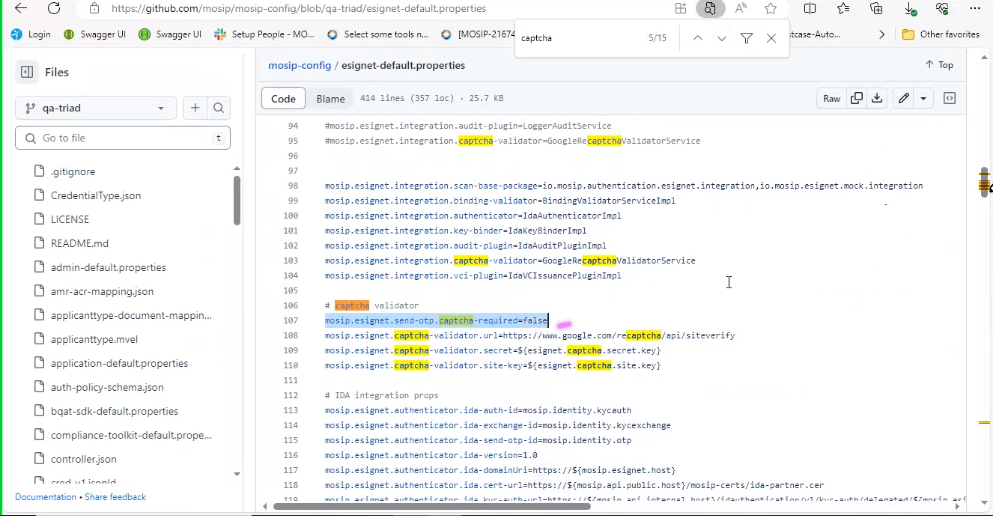 https://github.com/mosip/mosip-config/blob/qa-triad/esignet-default.properties
Login
Swagger UI
Swagger UI
Setup People - MO...
Select some tools n...
[MOSIP-21674
stcase-Auto...
Other favorites
captcha
5/15
Files
mosip-config / esignet-default.properties
Top
qa-triad
Code
Blame
414 lines (357 loc) · 25.7 KB
Raw
Go to file
t
.gitignore
CredentialType.json
LICENSE
README.md
admin-default.properties
amr-acr-mapping.json
applicanttype-document-mappin...
applicanttype.mvel
application-default.properties
auth-policy-schema.json
bqat-sdk-default.properties
compliance-toolkit-default.prope...
controller.json
cred-v1.jsonld
Documentation • Share feedback
94 #mosip.esignet.integration.audit-plugin=LoggerAuditService
95 #mosip.esignet.integration.captcha-validator=GoogleRecaptchaValidatorService
96
97
98 mosip.esignet.integration.scan-base-package=io.mosip.authentication.esignet.integration,io.mosip.esignet.mock.integration
99 mosip.esignet.integration.binding-validator=BindingValidatorServiceImpl
100 mosip.esignet.integration.authenticator=IdaAuthenticatorImpl
101 mosip.esignet.integration.key-binder=IdaKeyBinderImpl
102 mosip.esignet.integration.audit-plugin=IdaAuditPluginImpl
103 mosip.esignet.integration.captcha-validator=GoogleRecaptchaValidatorService
104 mosip.esignet.integration.vci-plugin=IdaVCIssuancePluginImpl
105
106 # captcha validator
107 mosip.esignet.send-otp.captcha-required=false
108 mosip.esignet.captcha-validator.url=https://www.google.com/recaptcha/api/siteverify
109 mosip.esignet.captcha-validator.secret=${esignet.captcha.secret.key}
110 mosip.esignet.captcha-validator.site-key=${esignet.captcha.site.key}
111
112 # IDA integration props
113 mosip.esignet.authenticator.ida-auth-id=mosip.identity.kycauth
114 mosip.esignet.authenticator.ida-exchange-id=mosip.identity.kycexchange
115 mosip.esignet.authenticator.ida-send-otp-id=mosip.identity.otp
116 mosip.esignet.authenticator.ida-version=1.0
117 mosip.esignet.authenticator.ida-domainUri=https://${mosip.esignet.host}
118 mosip.esignet.authenticator.ida.cert-url=https://${mosip.api.public.host}/mosip-certs/ida-partner.cer
119